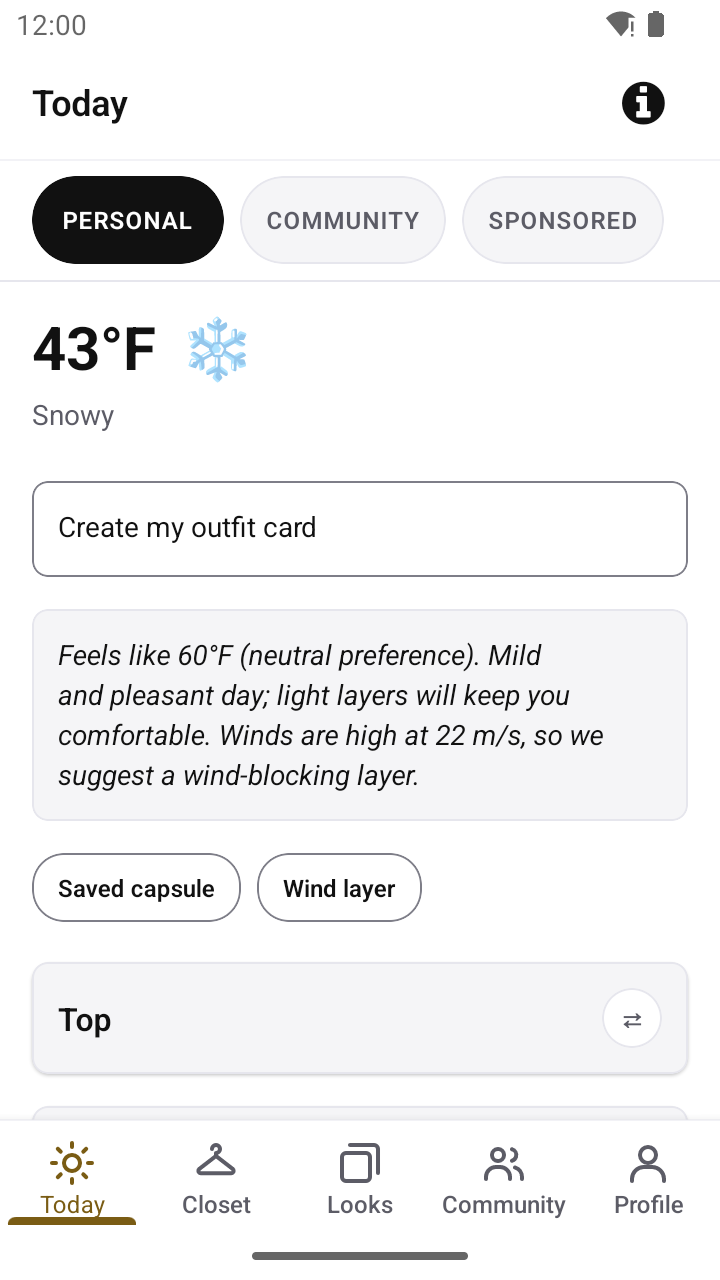 12:00
Today
PERSONAL
COMMUNITY
SPONSORED
43°F
Snowy
Create my outfit card
Feels like 60°F (neutral preference). Mild
and pleasant day; light layers will keep you
comfortable. Winds are high at 22 m/s, so we
suggest a wind-blocking layer.
Saved capsule
Wind layer
Top
Today
Closet
Looks
Community
Profile